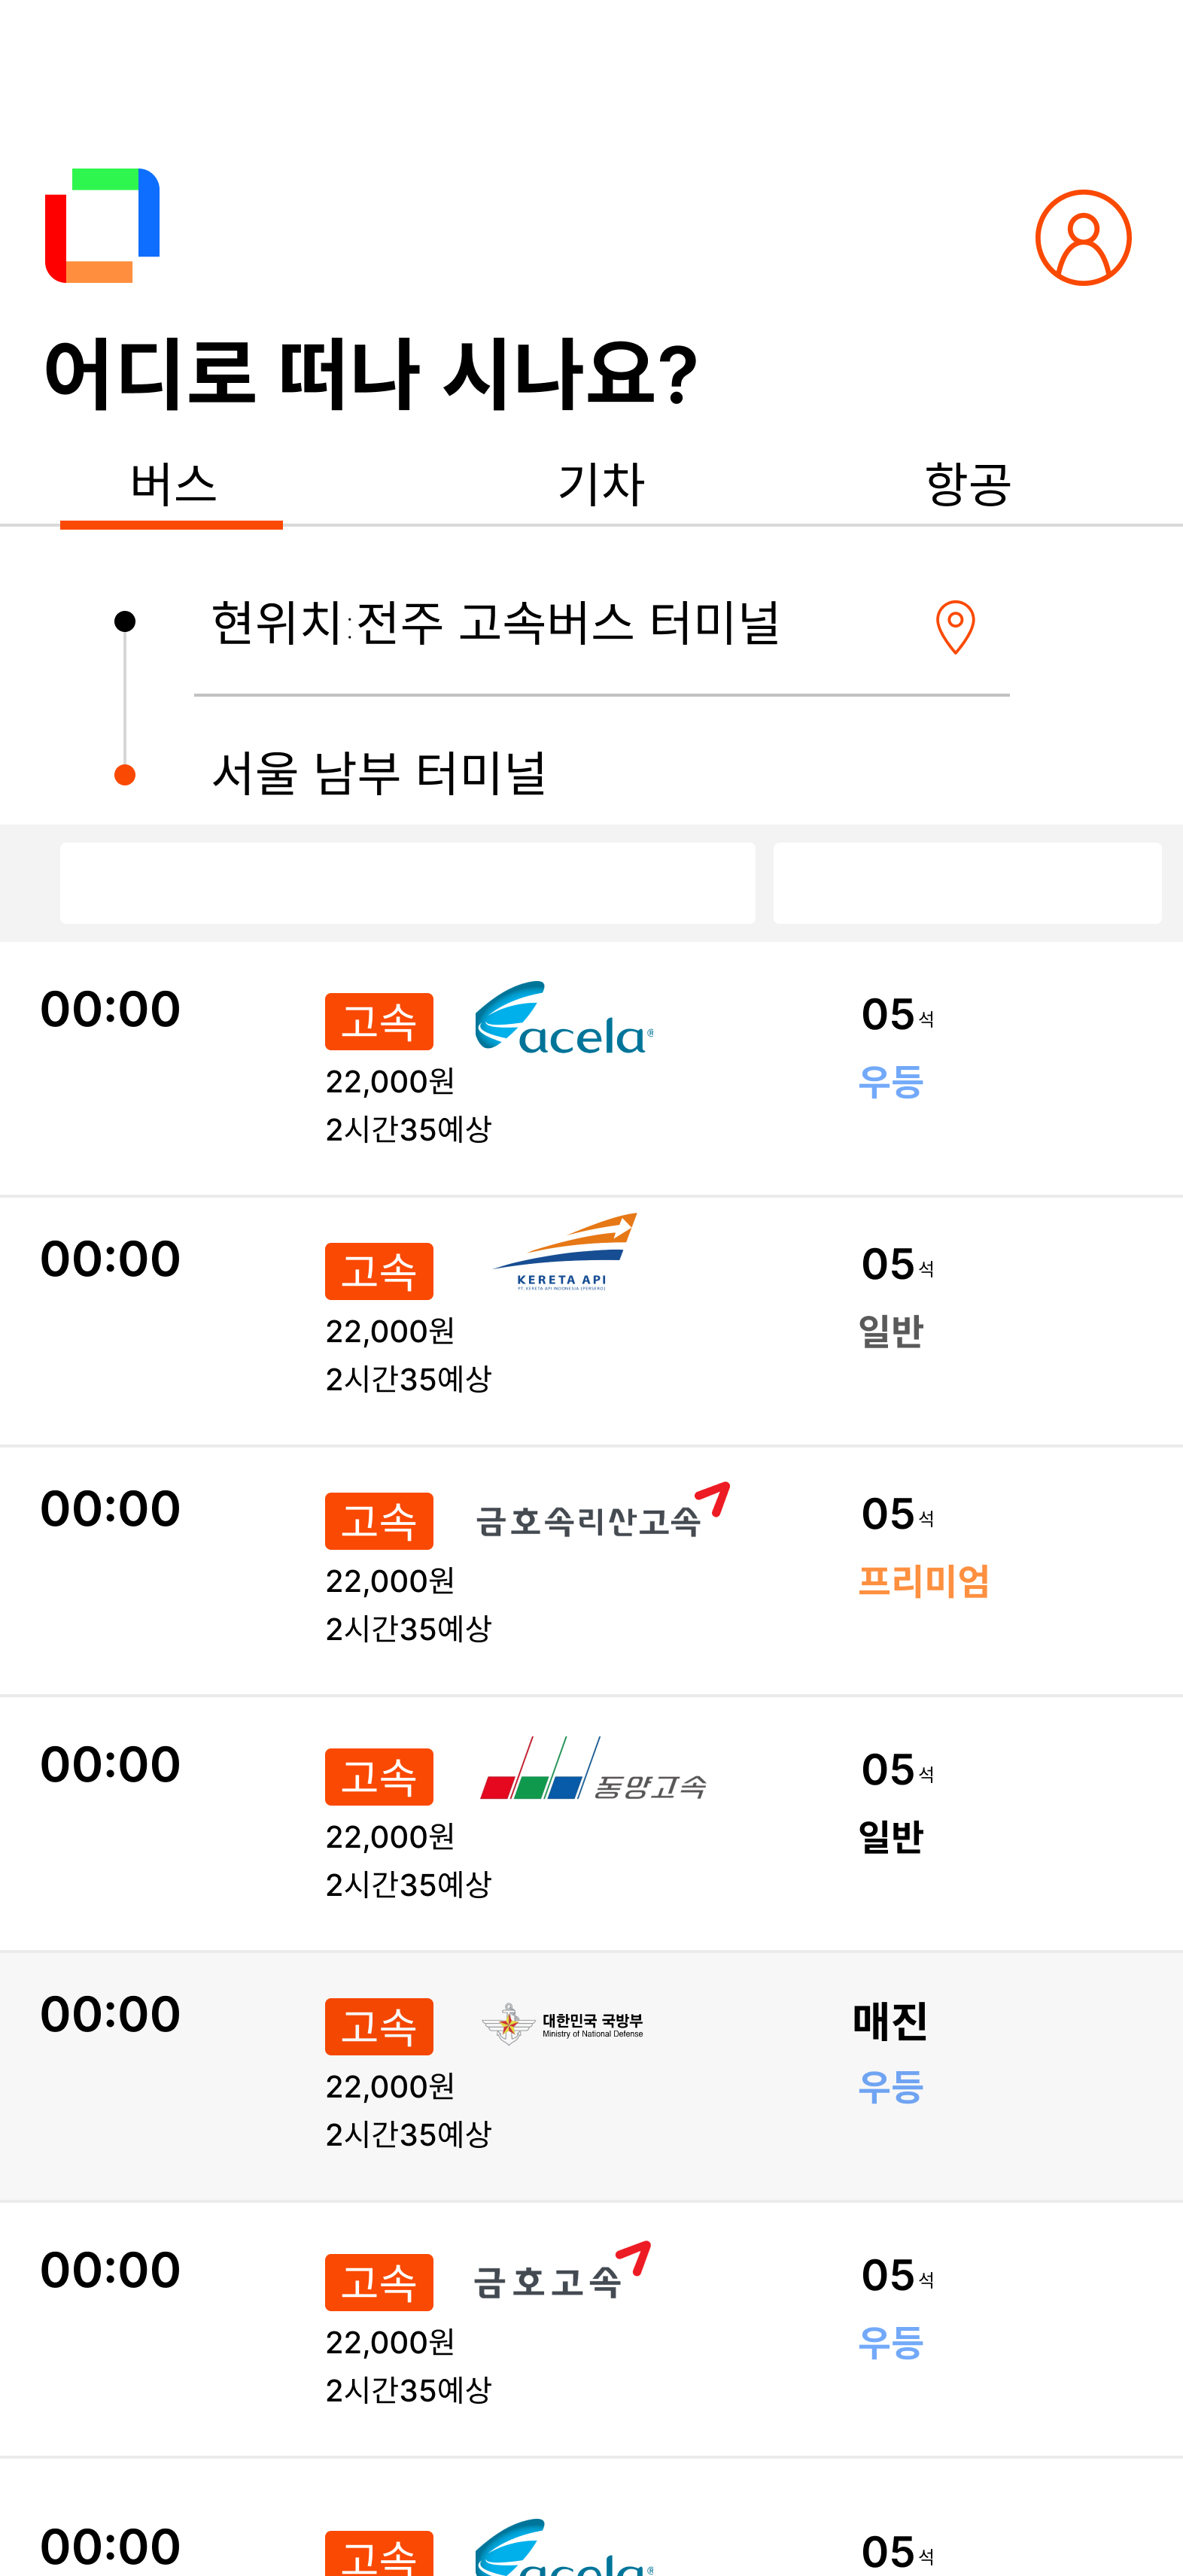 어디로 떠나 시나요?
버스 기차 항공
현위치:전주 고속버스 터미널
서울 남부 터미널
00:00 고속 acela® 05석
22,000원 우등
2시간35예상
00:00 고속 KERETA API 05석
PT. KERETA API INDONESIA (PERSERO)
22,000원 일반
2시간35예상
00:00 고속 금호속리산고속 05석
22,000원 프리미엄
2시간35예상
00:00 고속 동양고속 05석
22,000원 일반
2시간35예상
00:00 고속 대한민국 국방부 매진
Ministry of National Defense
22,000원 우등
2시간35예상
00:00 고속 금호고속 05석
22,000원 우등
2시간35예상
00:00 고속 acela® 05석